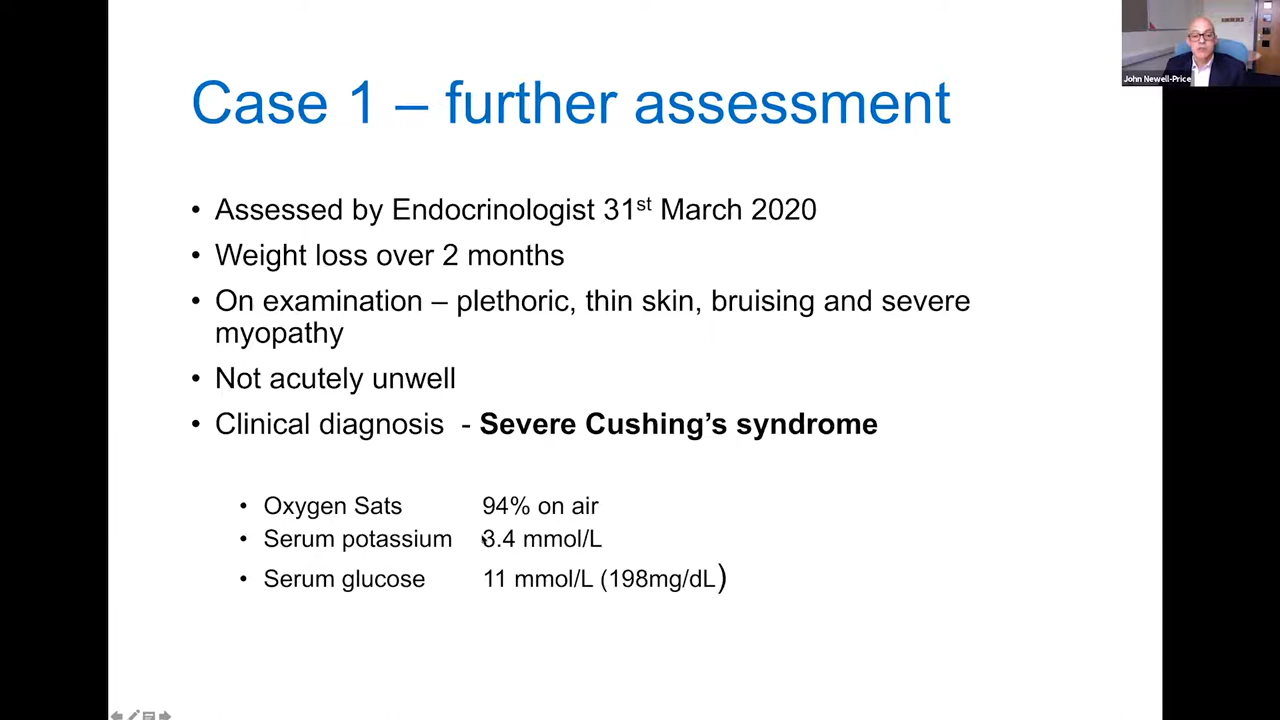 John Newell-Price
Case 1 – further assessment
• Assessed by Endocrinologist 31st March 2020
• Weight loss over 2 months
• On examination – plethoric, thin skin, bruising and severe
myopathy
• Not acutely unwell
• Clinical diagnosis - Severe Cushing's syndrome
• Oxygen Sats 94% on air
• Serum potassium 3.4 mmol/L
• Serum glucose 11 mmol/L (198mg/dL)